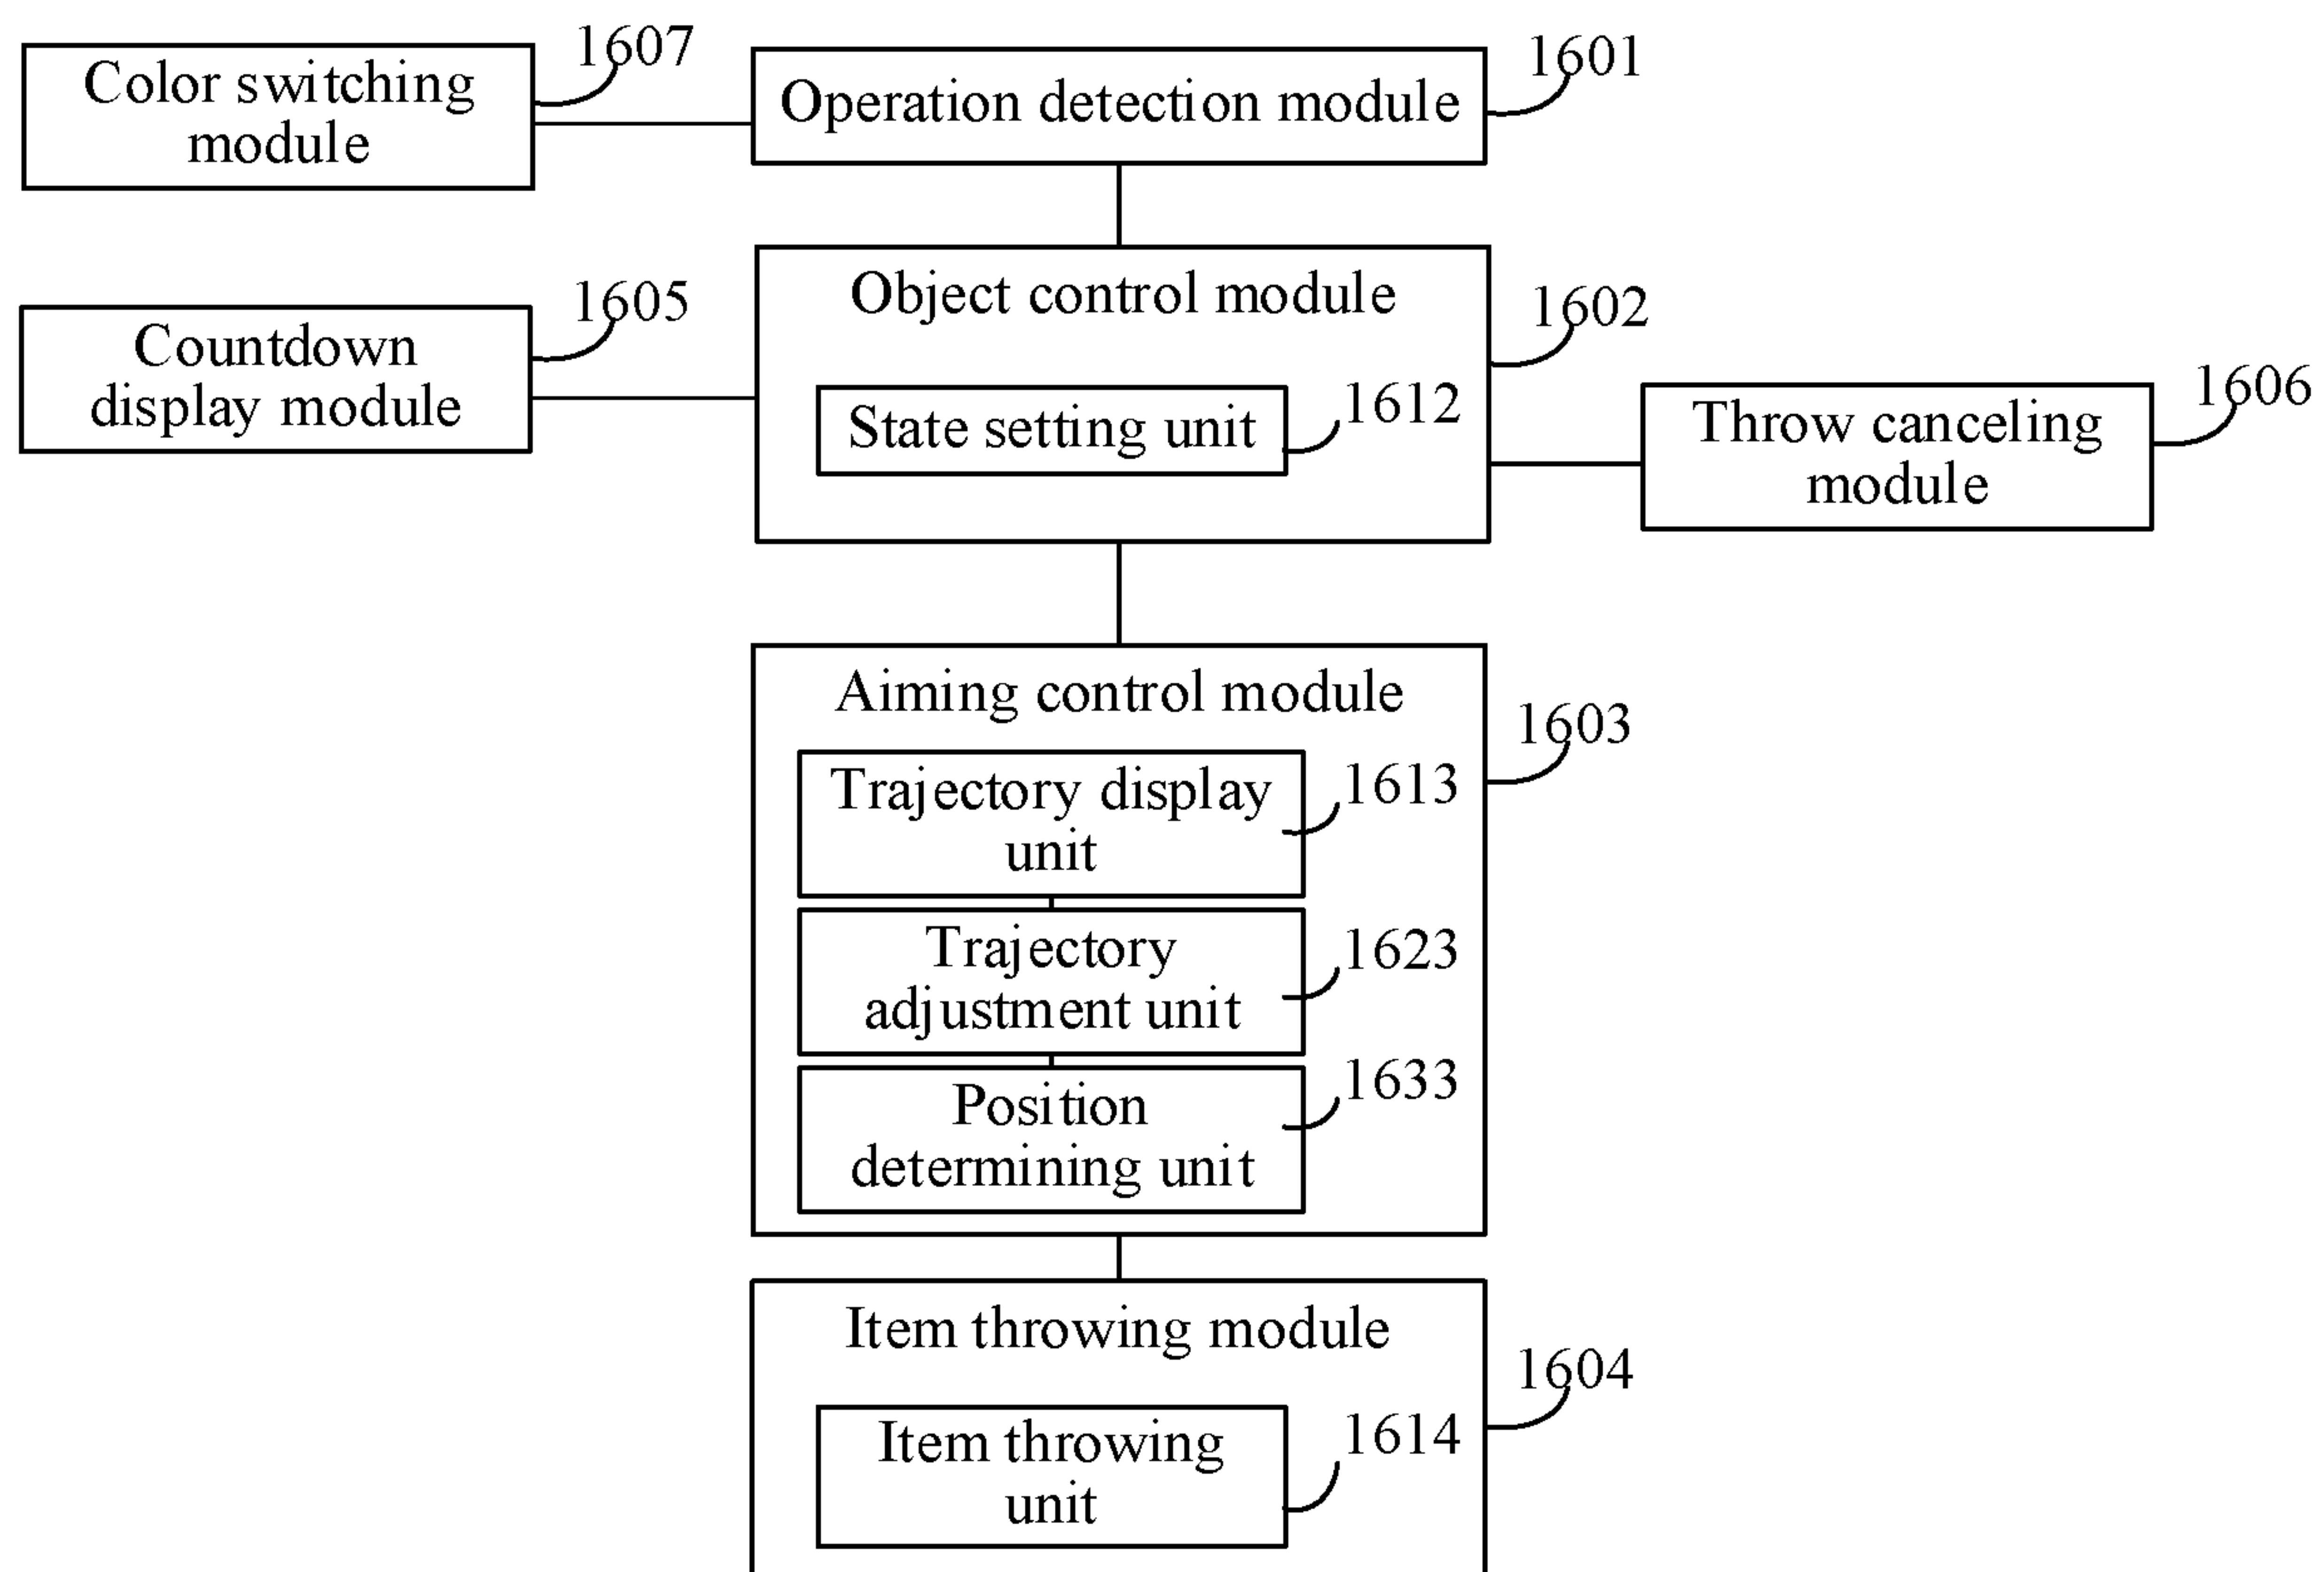 1607
Color switching
module
Operation detection module
1601
1605
Countdown
display module
Object control module
1602
State setting unit
1612
1606
Throw canceling
module
Aiming control module
1603
Trajectory display
unit
1613
Trajectory
adjustment unit
1623
Position
determining unit
1633
Item throwing module
1604
Item throwing
unit
1614